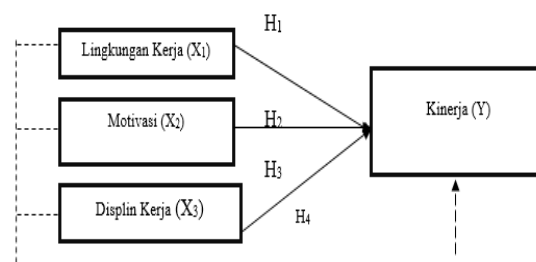 H₁
Lingkungan Kerja (X₁)
Motivasi (X₂)
H₂
Kinerja (Y)
H₃
Displin Kerja (X₃)
H₄